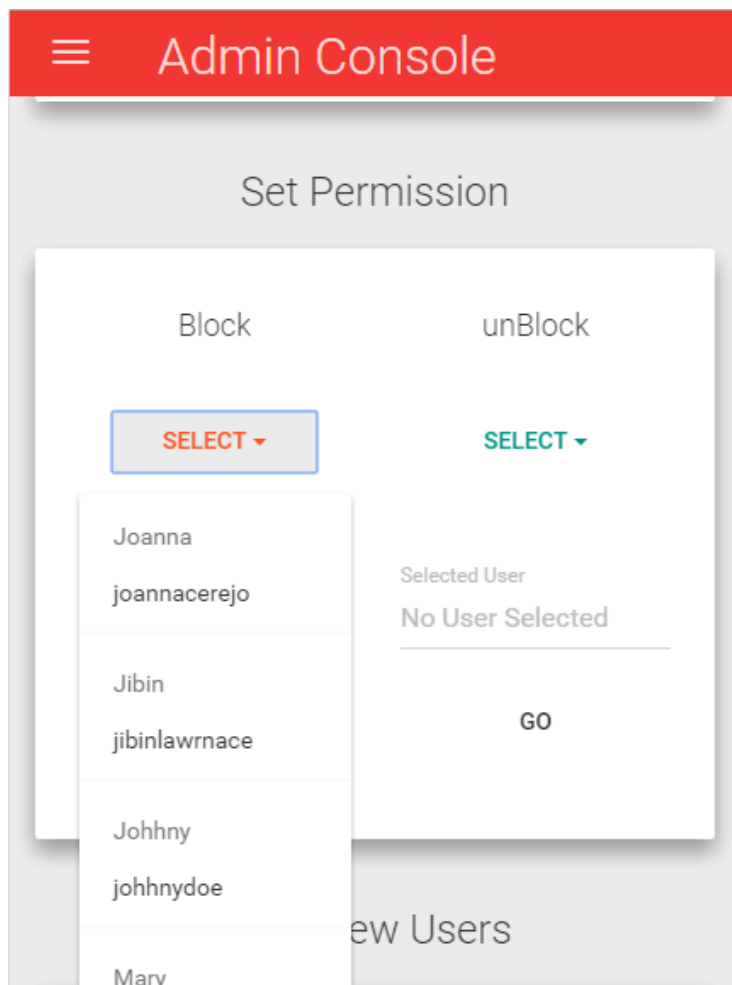 Admin Console
Set Permission
Block
unBlock
SELECT
SELECT
Joanna
joannacerejo
Jibin
jibinlawrnace
Johhny
johhnydoe
Mary
Selected User
No User Selected
GO
ew Users